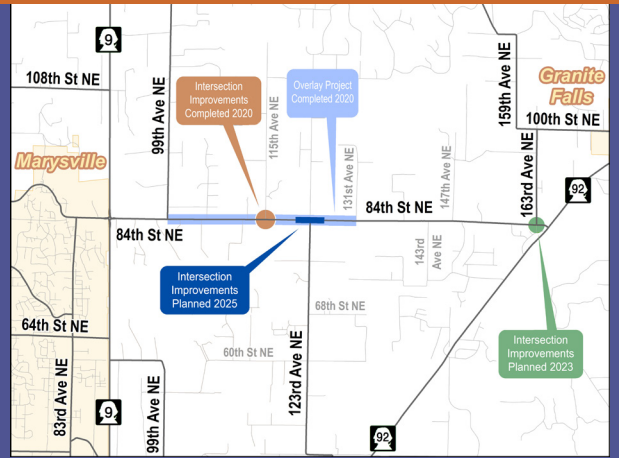 9
108th St NE
99th Ave NE
Intersection
Improvements
Completed 2020
115th Ave NE
Overlay Project
Completed 2020
131st Ave NE
147th Ave NE
159th Ave NE
Granite
Falls
100th St NE
163rd Ave NE
92
Marysville
84th St NE
84th St NE
143rd
Ave NE
Intersection
Improvements
Planned 2025
68th St NE
64th St NE
60th St NE
123rd Ave NE
Intersection
Improvements
Planned 2023
83rd Ave NE
9
99th Ave NE
92